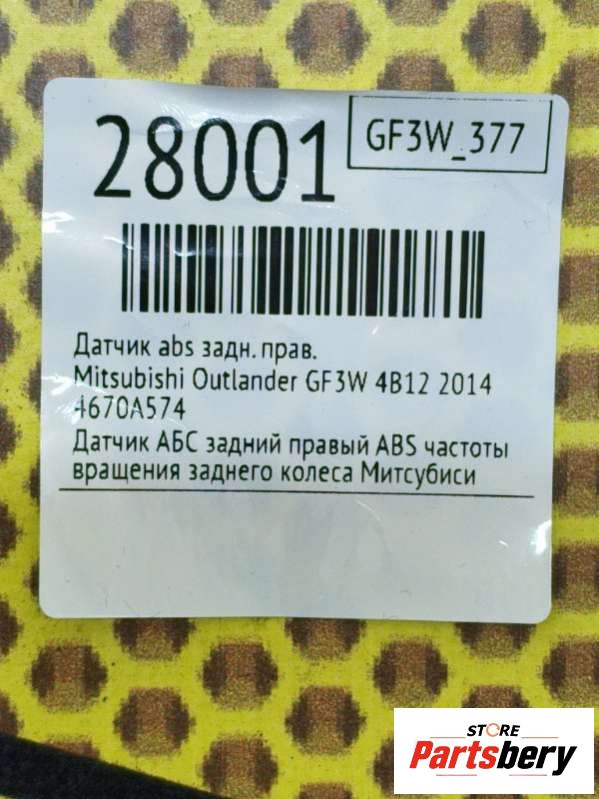 28001
GF3W_377
Датчик abs задн. прав.
Mitsubishi Outlander GF3W 4B12 2014
4670A574
Датчик АБС задний правый ABS частоты
вращения заднего колеса Митсубиси
STORE
Partsbery